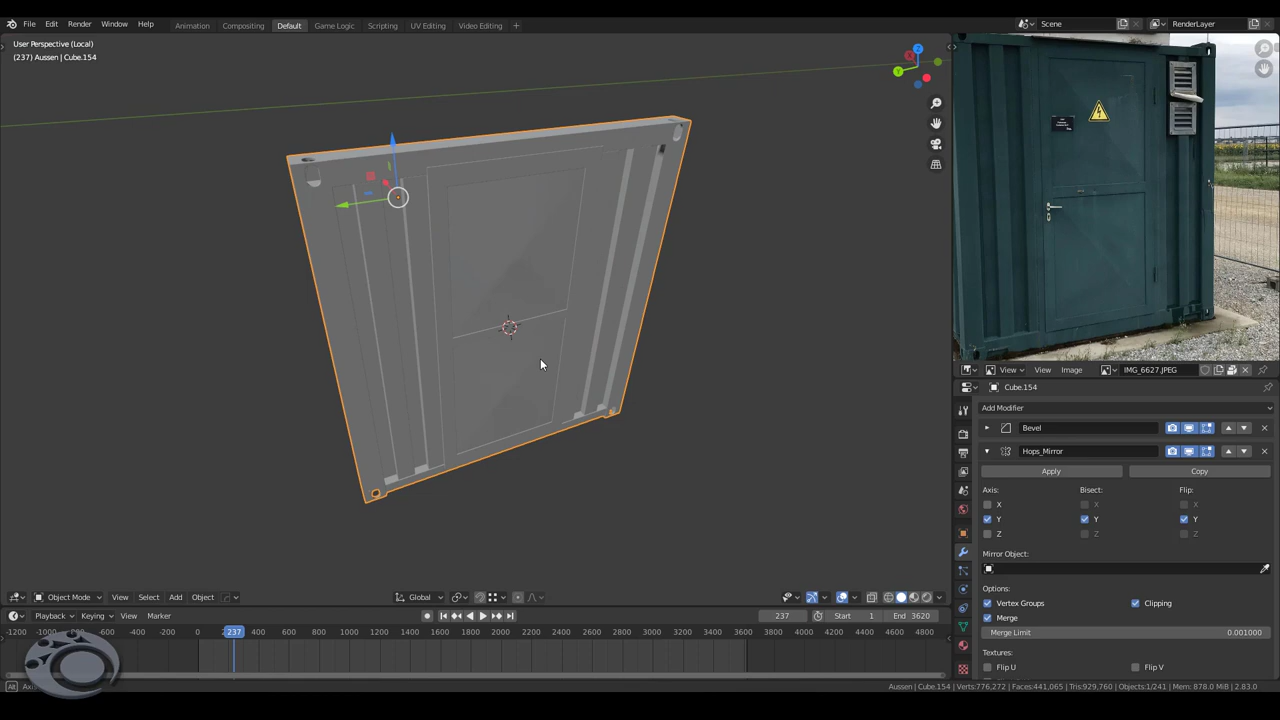 File Edit Render Window Help
Animation Compositing Default Game Logic Scripting UV Editing Video Editing +
Scene RenderLayer
User Perspective (Local)
(237) Aussen | Cube.154
Z
Y
View View Image IMG_6627.JPEG
Cube.154
Add Modifier
Bevel
Hops_Mirror
Apply Copy
Axis: Bisect: Flip:
X X X
Y Y Y
Z Z Z
Mirror Object:
Options:
Vertex Groups Clipping
Merge
Merge Limit 0.001000
Textures:
Flip U Flip V
Object Mode View Select Add Object Global
Playback Keying View Marker 237 Start 1 End 3620
-1200 -1000 -800 -600 -400 -200 0 237 400 600 800 1000 1200 1400 1600 1800 2000 2200 2400 2600 2800 3000 3200 3400 3600 3800 4000 4200 4400 4600 4800
Aussen | Cube.154 | Verts:776,272 | Faces:441,065 | Tris:929,760 | Objects:1/241 | Mem: 878.0 MiB | 2.83.0